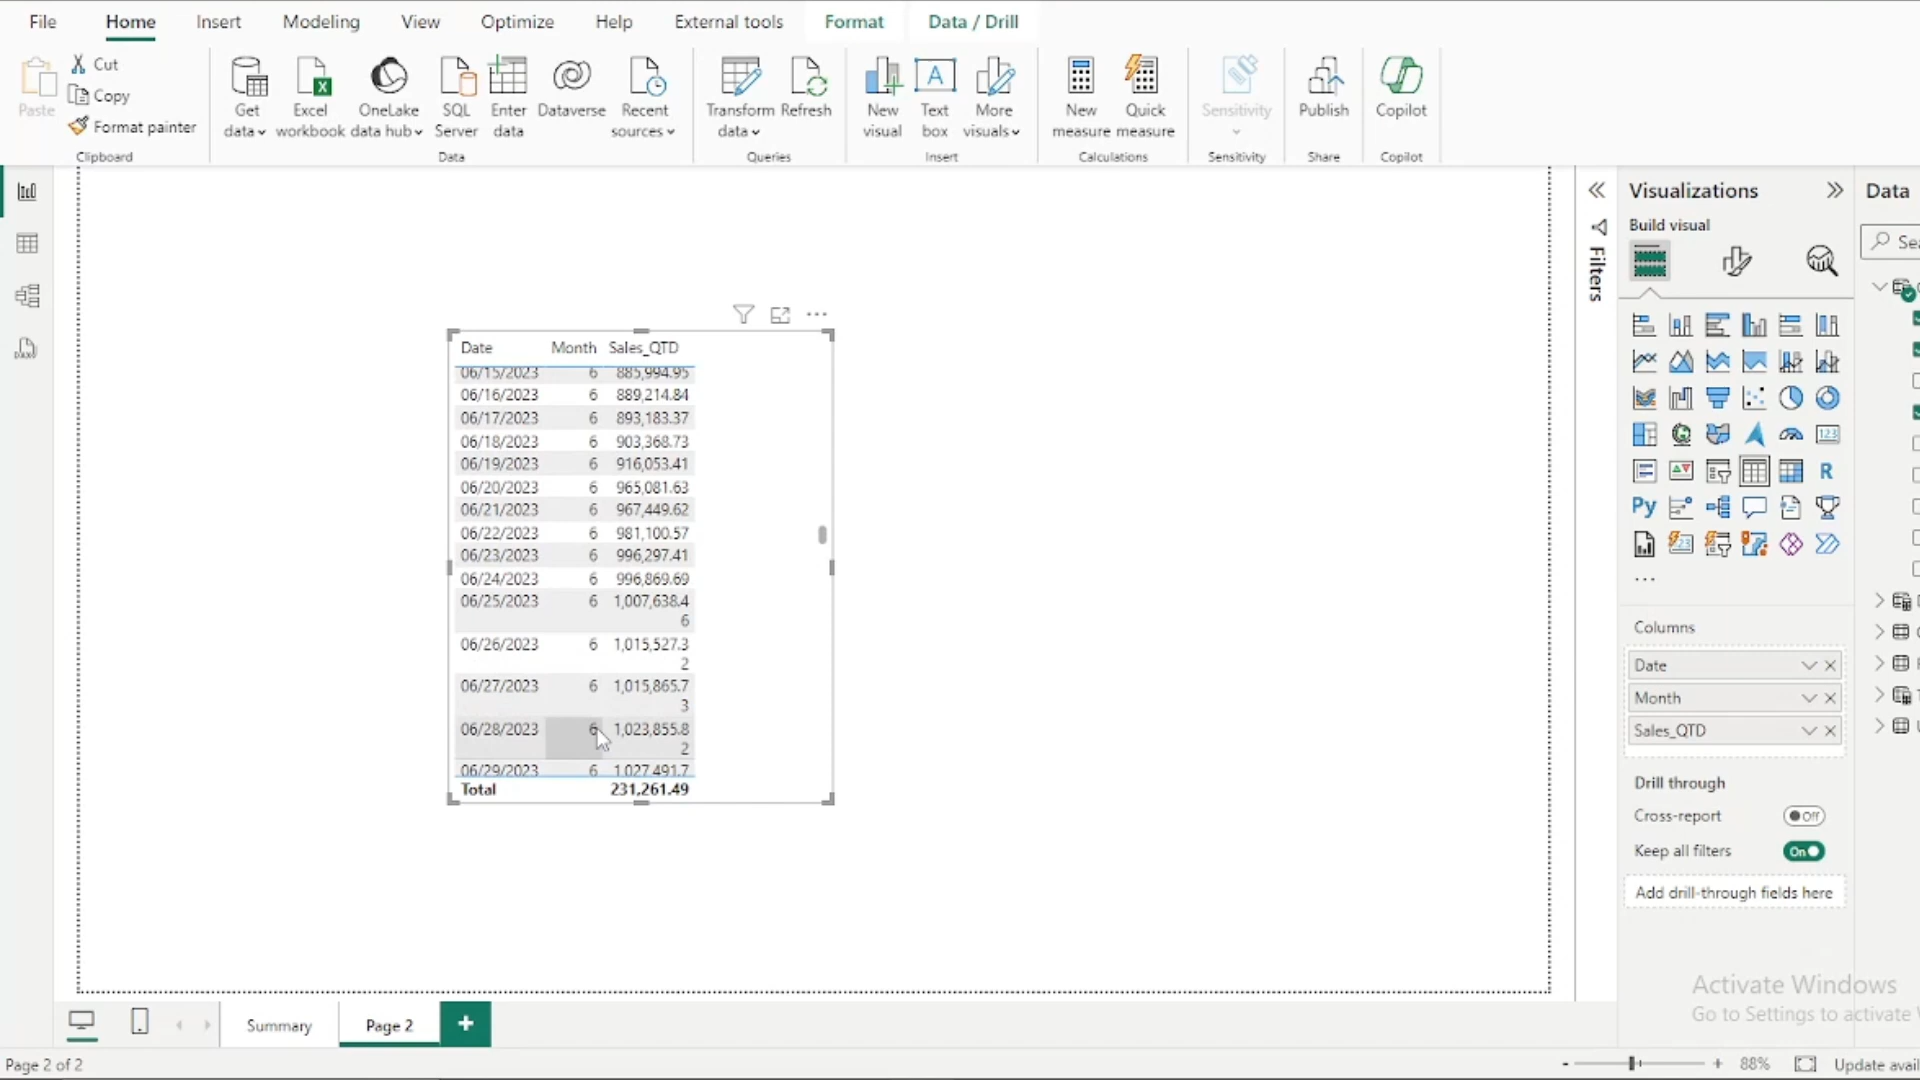 File Home Insert Modeling View Optimize Help External tools Format Data / Drill
Paste
Cut
Copy
Format painter
Clipboard
Get data
Excel workbook
OneLake data hub
SQL Server
Enter data
Dataverse
Recent sources
Data
Transform data
Refresh
Queries
New visual
Text box
More visuals
Insert
New measure
Quick measure
Calculations
Sensitivity
Sensitivity
Publish
Share
Copilot
Copilot
DAX
Date Month Sales_QTD
06/15/2023 6 885,994.95
06/16/2023 6 889,214.84
06/17/2023 6 893,183.37
06/18/2023 6 903,368.73
06/19/2023 6 916,053.41
06/20/2023 6 965,081.63
06/21/2023 6 967,449.62
06/22/2023 6 981,100.57
06/23/2023 6 996,297.41
06/24/2023 6 996,869.69
06/25/2023 6 1,007,638.4
6
06/26/2023 6 1,015,527.3
2
06/27/2023 6 1,015,865.7
3
06/28/2023 6 1,023,855.8
2
06/29/2023 6 1,027,491.7
Total 231,261.49
Filters
Visualizations
Build visual
123
R
Py
Columns
Date
Month
Sales_QTD
Drill through
Cross-report Off
Keep all filters On
Add drill-through fields here
Data
Activate Windows
Go to Settings to activate
Summary Page 2
Page 2 of 2
88%
Update